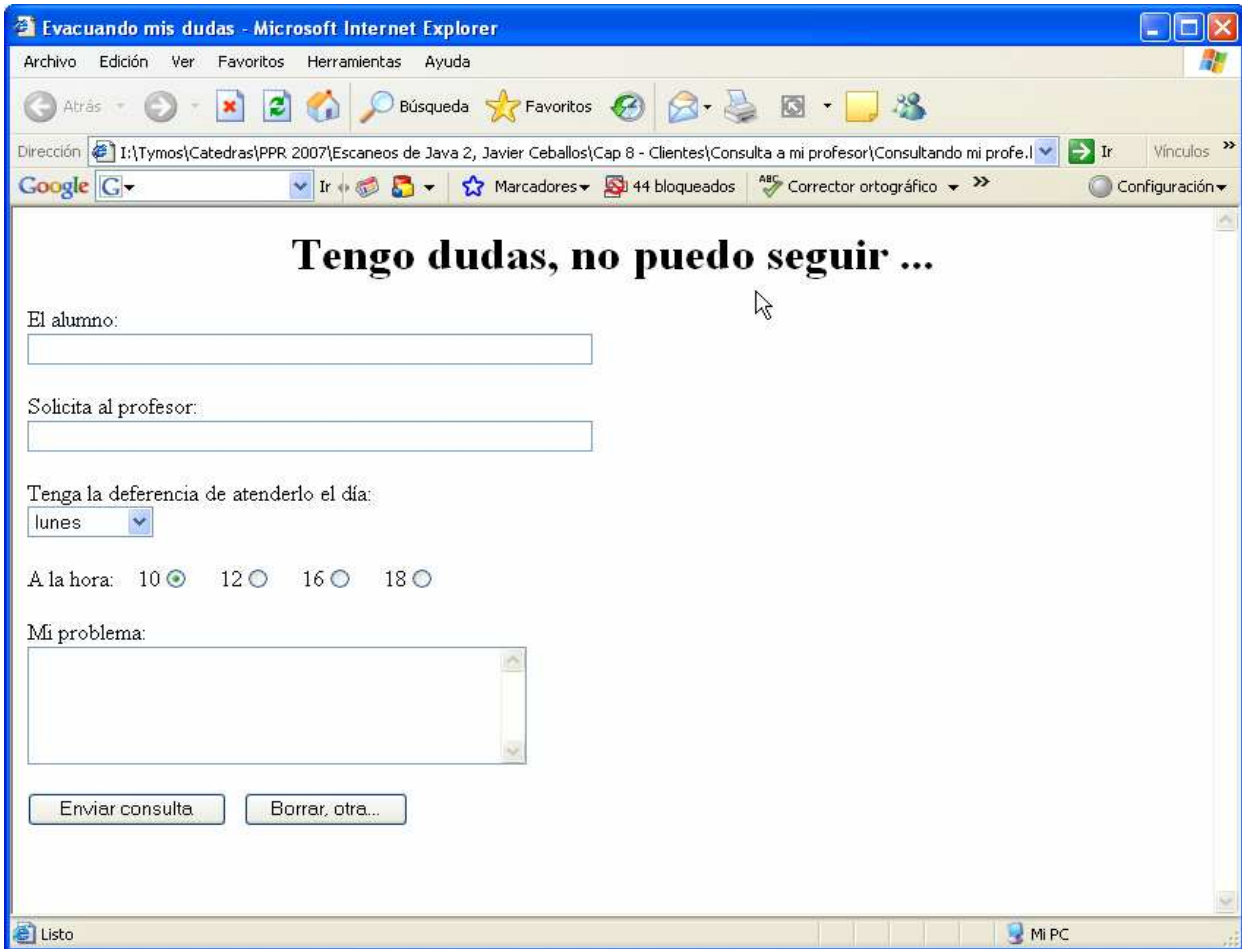 Evacuando mis dudas - Microsoft Internet Explorer
Archivo Edición Ver Favoritos Herramientas Ayuda
Atrás Búsqueda Favoritos
Dirección I:\Tymos\Catedras\PPR 2007\Escaneos de Java 2, Javier Ceballos\Cap 8 - Clientes\Consulta a mi profesor\Consultando mi profe.l Ir Vínculos »
Google G Ir Marcadores 44 bloqueados ABC Corrector ortográfico » Configuración
Tengo dudas, no puedo seguir ...
El alumno:
Solicita al profesor:
Tenga la deferencia de atenderlo el día:
lunes
A la hora: 10 12 16 18
Mi problema:
Enviar consulta Borrar, otra...
Listo Mi PC